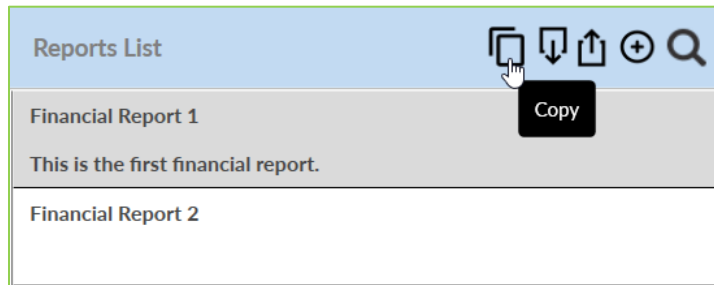 Reports List
Copy
Financial Report 1
This is the first financial report.
Financial Report 2